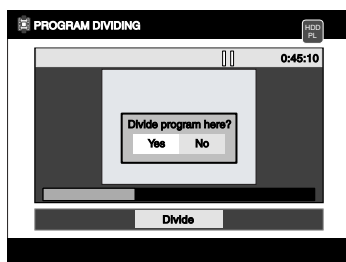 PROGRAM DIVIDING
HDD
PL
0:45:10
Divide program here?
Yes No
Divide